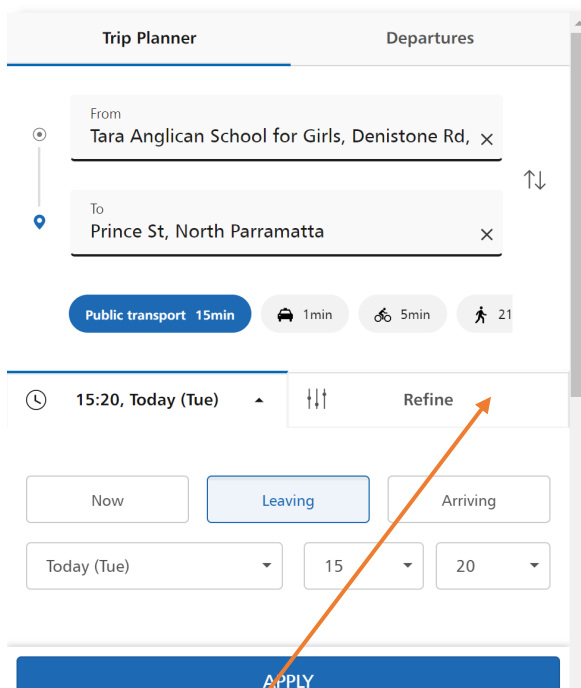 Trip Planner Departures
From
Tara Anglican School for Girls, Denistone Rd,
To
Prince St, North Parramatta
Public transport 15min 1min 5min 21
15:20, Today (Tue) Refine
Now Leaving Arriving
Today (Tue) 15 20
APPLY